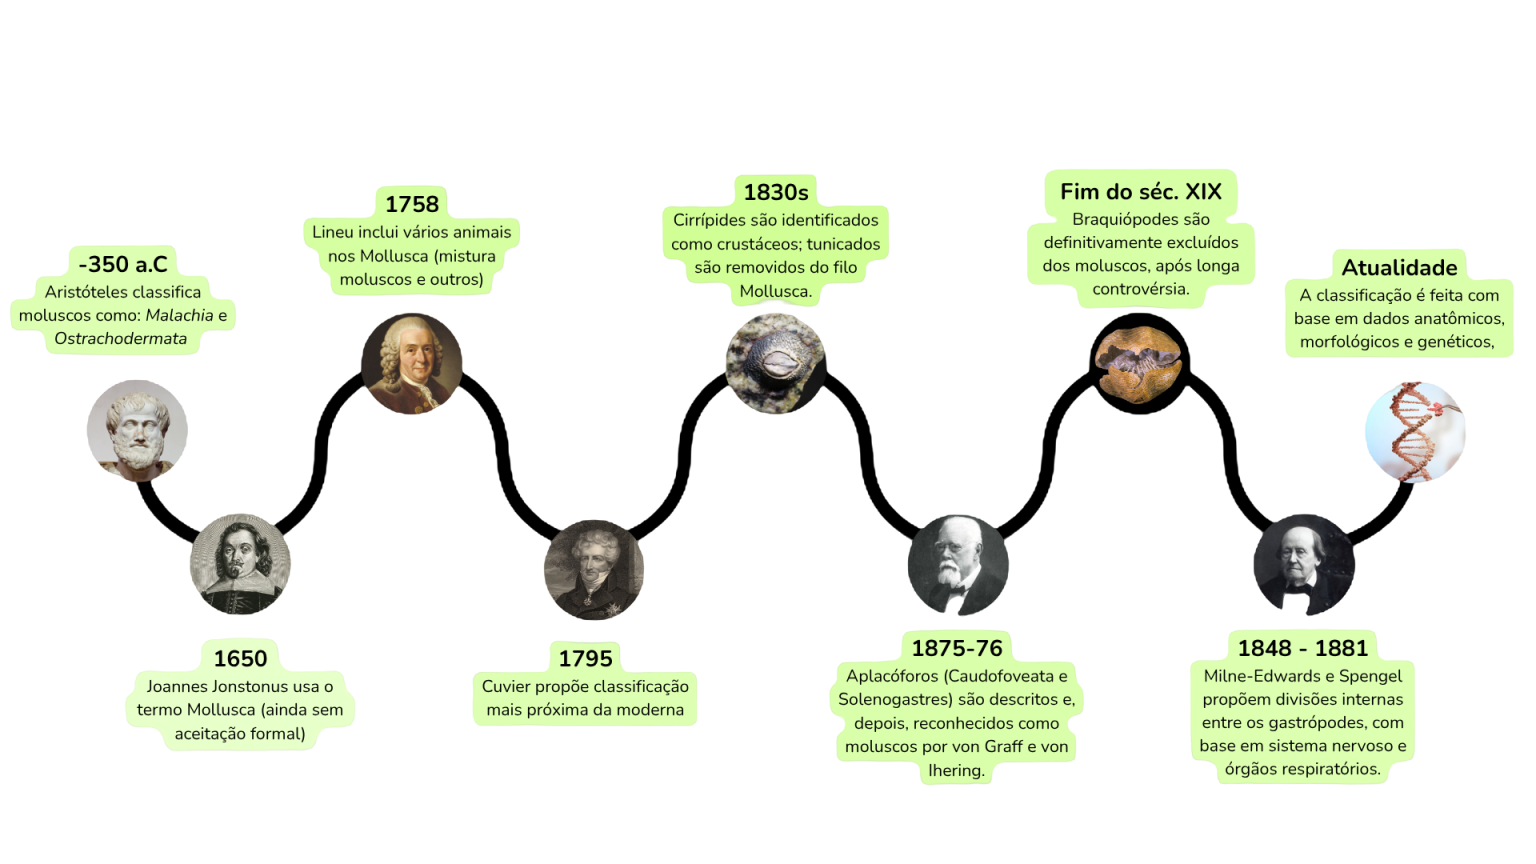 -350 a.C
Aristóteles classifica
moluscos como: Malachia e
Ostrachodermata
1650
Joannes Jonstonus usa o
termo Mollusca (ainda sem
aceitação formal)
1758
Lineu inclui vários animais
nos Mollusca (mistura
moluscos e outros)
1795
Cuvier propõe classificação
mais próxima da moderna
1830s
Cirrípides são identificados
como crustáceos; tunicados
são removidos do filo
Mollusca.
1875-76
Aplacóforos (Caudofoveata e
Solenogastres) são descritos e,
depois, reconhecidos como
moluscos por von Graff e von
Ihering.
Fim do séc. XIX
Braquiópodes são
definitivamente excluídos
dos moluscos, após longa
controvérsia.
1848 - 1881
Milne-Edwards e Spengel
propõem divisões internas
entre os gastrópodes, com
base em sistema nervoso e
órgãos respiratórios.
Atualidade
A classificação é feita com
base em dados anatômicos,
morfológicos e genéticos,